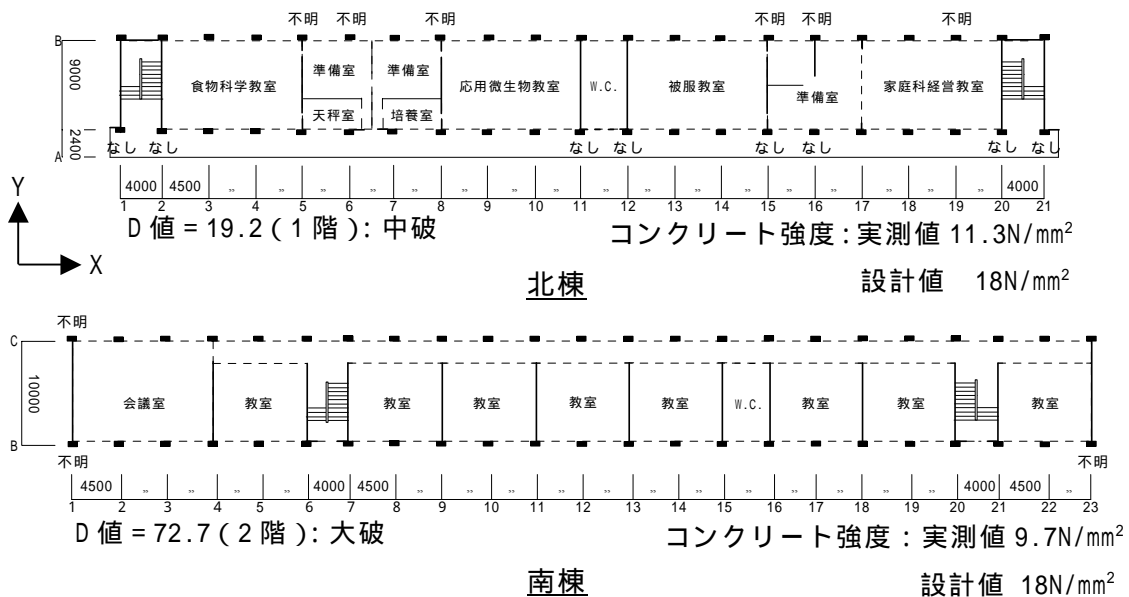 不明 不明 不明 不明 不明 不明
B
9000
食物科学教室 準備室 準備室 応用微生物教室 W.C. 被服教室 準備室 家庭科経営教室
天秤室 培養室
2400
A
なし なし なし なし なし なし なし なし
4000 4500 〃 〃 〃 〃 〃 〃 〃 〃 〃 〃 〃 〃 〃 〃 〃 〃 〃 4000
1 2 3 4 5 6 7 8 9 10 11 12 13 14 15 16 17 18 19 20 21
Y
X
D値=19.2(1階):中破
コンクリート強度:実測値 11.3N/mm²
設計値 18N/mm²
北棟
不明
C
10000
会議室 教室 教室 教室 教室 教室 W.C. 教室 教室 教室
B
不明 不明
4500 〃 〃 〃 〃 4000 4500 〃 〃 〃 〃 〃 〃 〃 〃 〃 〃 〃 〃 4000 4500 〃
1 2 3 4 5 6 7 8 9 10 11 12 13 14 15 16 17 18 19 20 21 22 23
D値=72.7(2階):大破
コンクリート強度:実測値 9.7N/mm²
設計値 18N/mm²
南棟